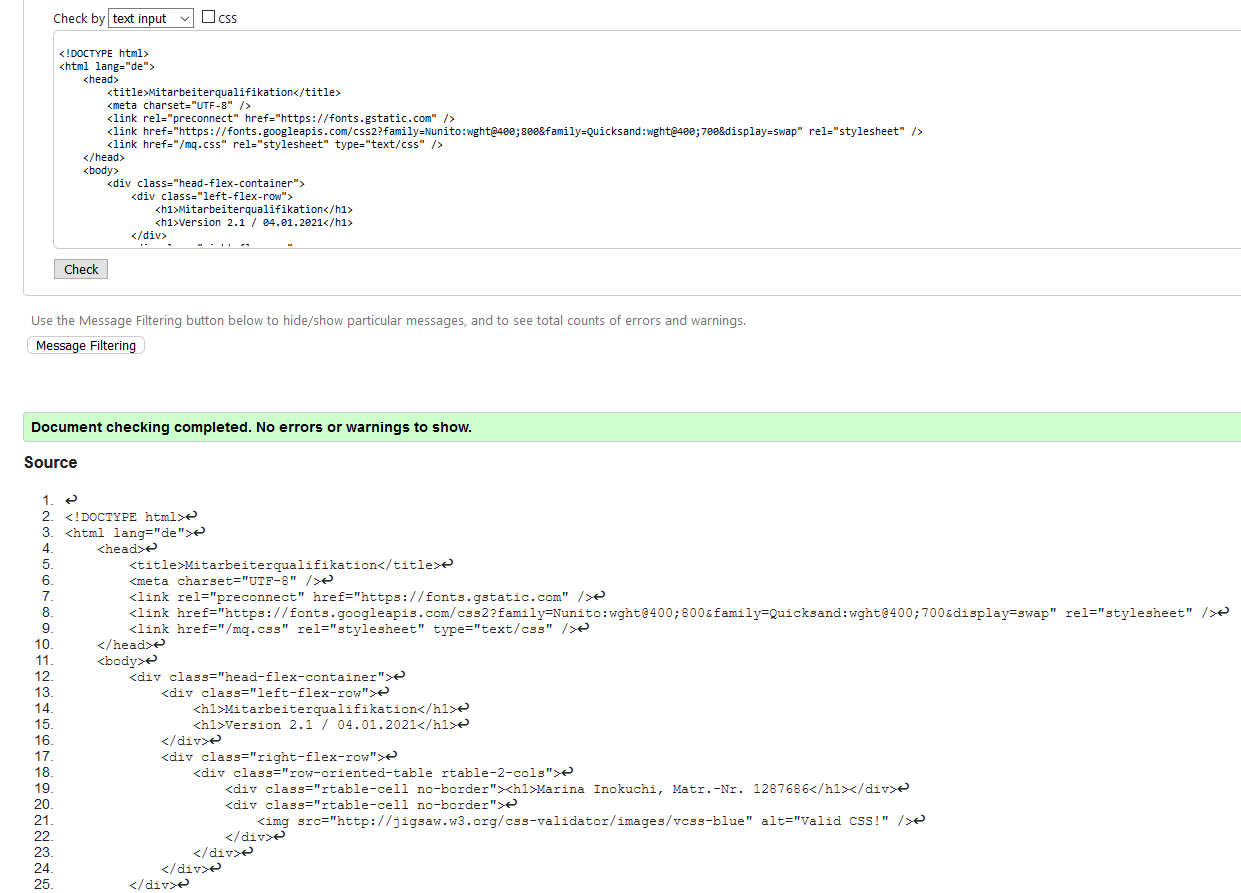 Check by text input CSS
<!DOCTYPE html>
<html lang="de">
    <head>
        <title>Mitarbeiterqualifikation</title>
        <meta charset="UTF-8" />
        <link rel="preconnect" href="https://fonts.gstatic.com" />
        <link href="https://fonts.googleapis.com/css2?family=Nunito:wght@400;800&family=Quicksand:wght@400;700&display=swap" rel="stylesheet" />
        <link href="/mq.css" rel="stylesheet" type="text/css" />
    </head>
    <body>
        <div class="head-flex-container">
            <div class="left-flex-row">
                <h1>Mitarbeiterqualifikation</h1>
                <h1>Version 2.1 / 04.01.2021</h1>
            </div>
Check
Use the Message Filtering button below to hide/show particular messages, and to see total counts of errors and warnings.
Message Filtering
Document checking completed. No errors or warnings to show.
Source
1. ↩
2. <!DOCTYPE html>↩
3. <html lang="de">↩
4.     <head>↩
5.         <title>Mitarbeiterqualifikation</title>↩
6.         <meta charset="UTF-8" />↩
7.         <link rel="preconnect" href="https://fonts.gstatic.com" />↩
8.         <link href="https://fonts.googleapis.com/css2?family=Nunito:wght@400;800&family=Quicksand:wght@400;700&display=swap" rel="stylesheet" />↩
9.         <link href="/mq.css" rel="stylesheet" type="text/css" />↩
10.     </head>↩
11.     <body>↩
12.         <div class="head-flex-container">↩
13.             <div class="left-flex-row">↩
14.                 <h1>Mitarbeiterqualifikation</h1>↩
15.                 <h1>Version 2.1 / 04.01.2021</h1>↩
16.             </div>↩
17.             <div class="right-flex-row">↩
18.                 <div class="row-oriented-table rtable-2-cols">↩
19.                     <div class="rtable-cell no-border"><h1>Marina Inokuchi, Matr.-Nr. 1287686</h1></div>↩
20.                     <div class="rtable-cell no-border">↩
21.                         <img src="http://jigsaw.w3.org/css-validator/images/vcss-blue" alt="Valid CSS!" />↩
22.                     </div>↩
23.                 </div>↩
24.             </div>↩
25.         </div>↩